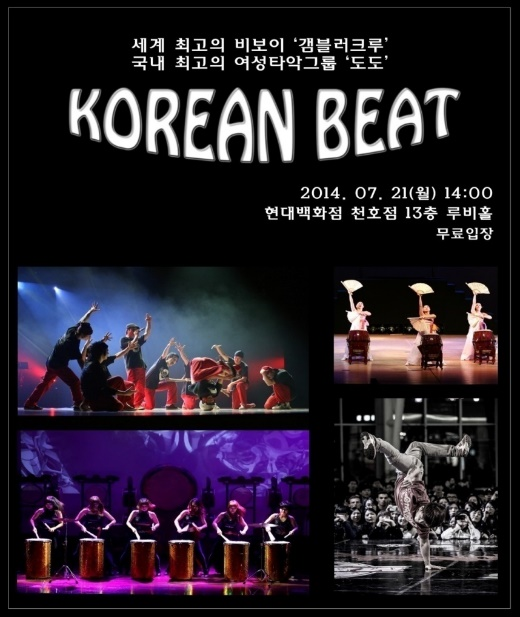 세계 최고의 비보이 ‘갬블러크루’
국내 최고의 여성타악그룹 ‘도도’
KOREAN BEAT
2014. 07. 21(월) 14:00
현대백화점 천호점 13층 루비홀
무료입장